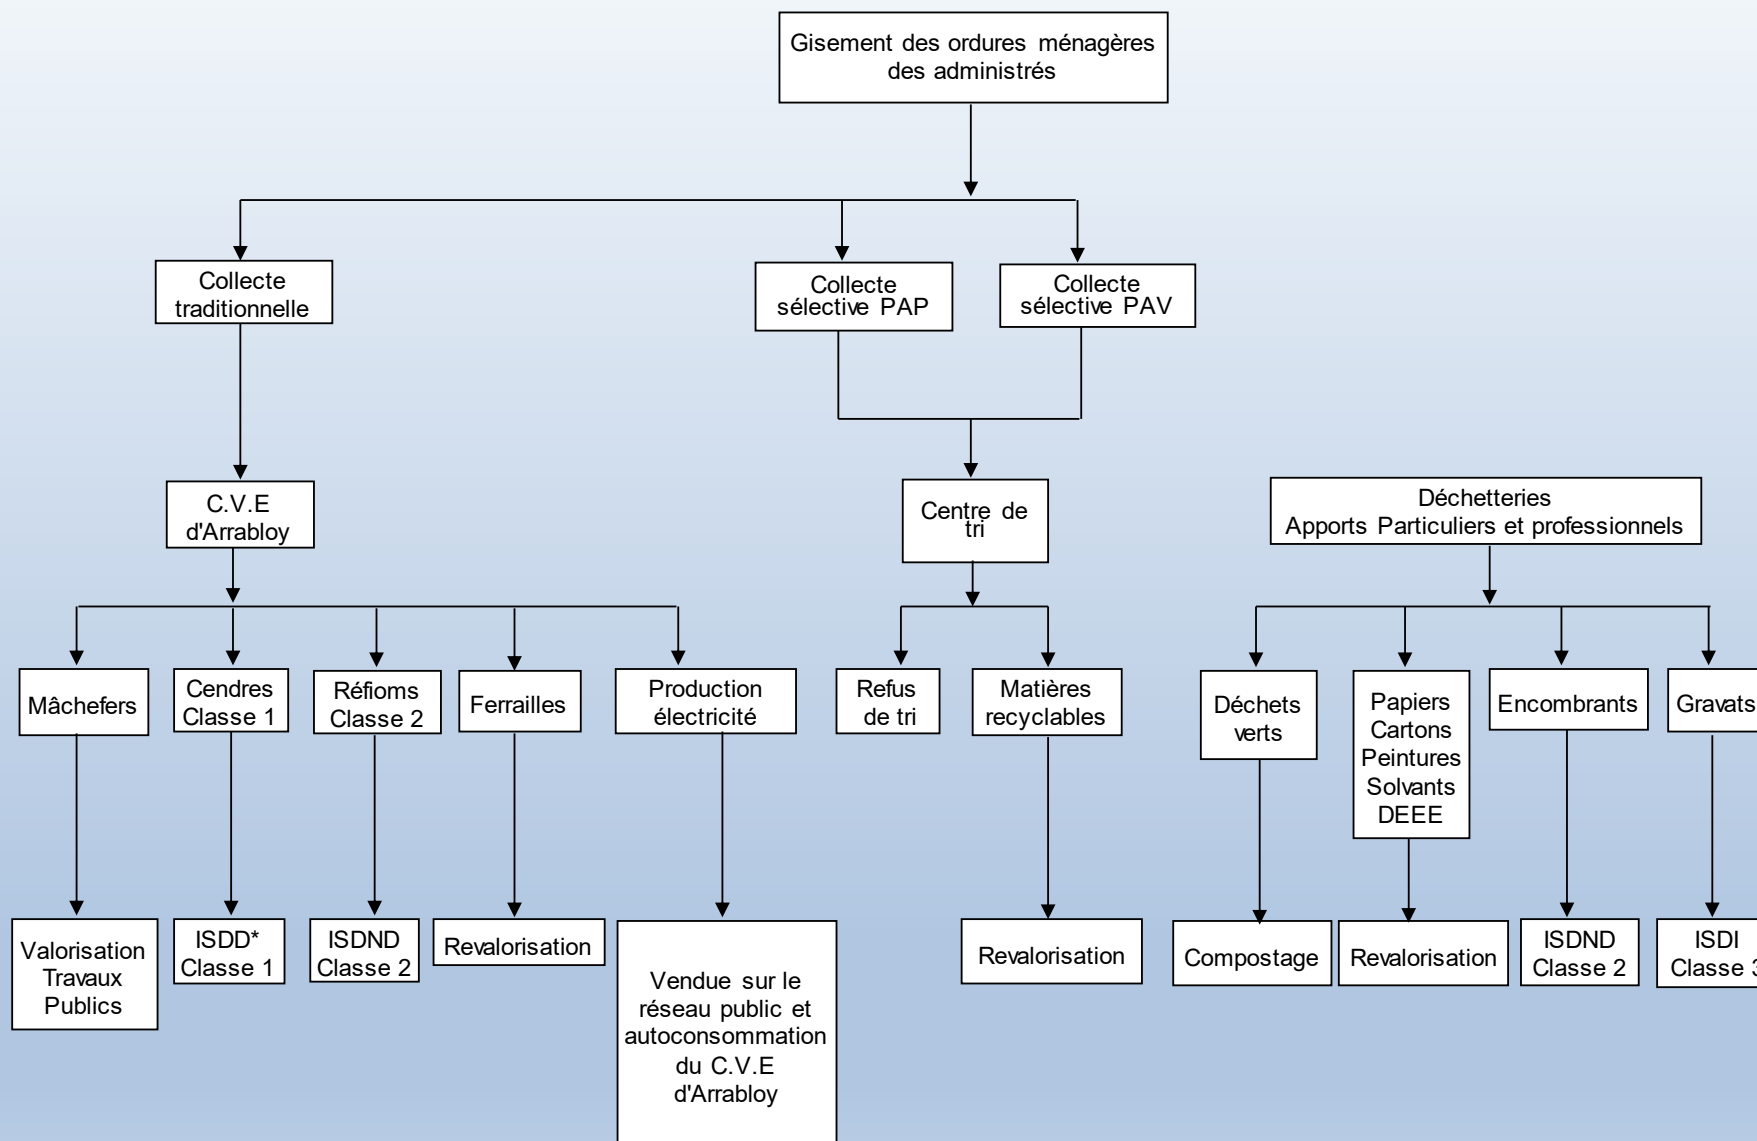 Gisement des ordures ménagères
des administrés
Collecte
traditionnelle
Collecte
sélective PAP
Collecte
sélective PAV
C.V.E
d'Arrabloy
Centre de
tri
Déchetteries
Apports Particuliers et professionnels
Mâchefers
Cendres
Classe 1
Réfioms
Classe 2
Ferrailles
Production
électricité
Refus
de tri
Matières
recyclables
Déchets
verts
Papiers
Cartons
Peintures
Solvants
DEEE
Encombrants
Gravats
Valorisation
Travaux
Publics
ISDD*
Classe 1
ISDND
Classe 2
Revalorisation
Vendue sur le
réseau public et
autoconsommation
du C.V.E
d'Arrabloy
Revalorisation
Compostage
Revalorisation
ISDND
Classe 2
ISDI
Classe 3